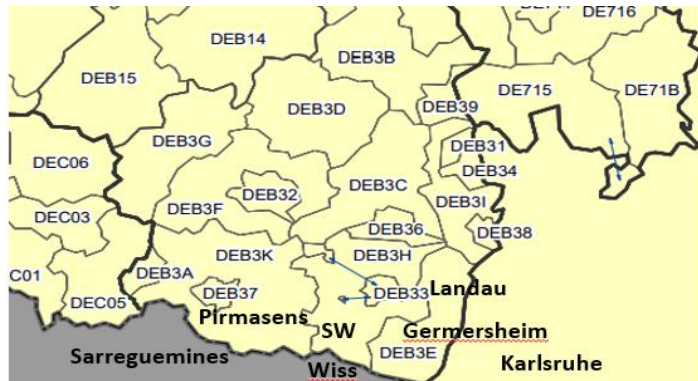 DE717
DE716
DEB14
DEB3B
DEB15
DE715
DE71B
DEB39
DEB3D
DEB3G
DEB31
DEC06
DEB34
DEB32
DEB3C
DEC03
DEB3F
DEB3I
DEB36
DEB38
DEB3K
DEB3H
DEB3A
C01
DEC05
DEB37
DEB33
Landau
Pirmasens
SW
Germersheim
Sarreguemines
DEB3E
Wiss
Karlsruhe